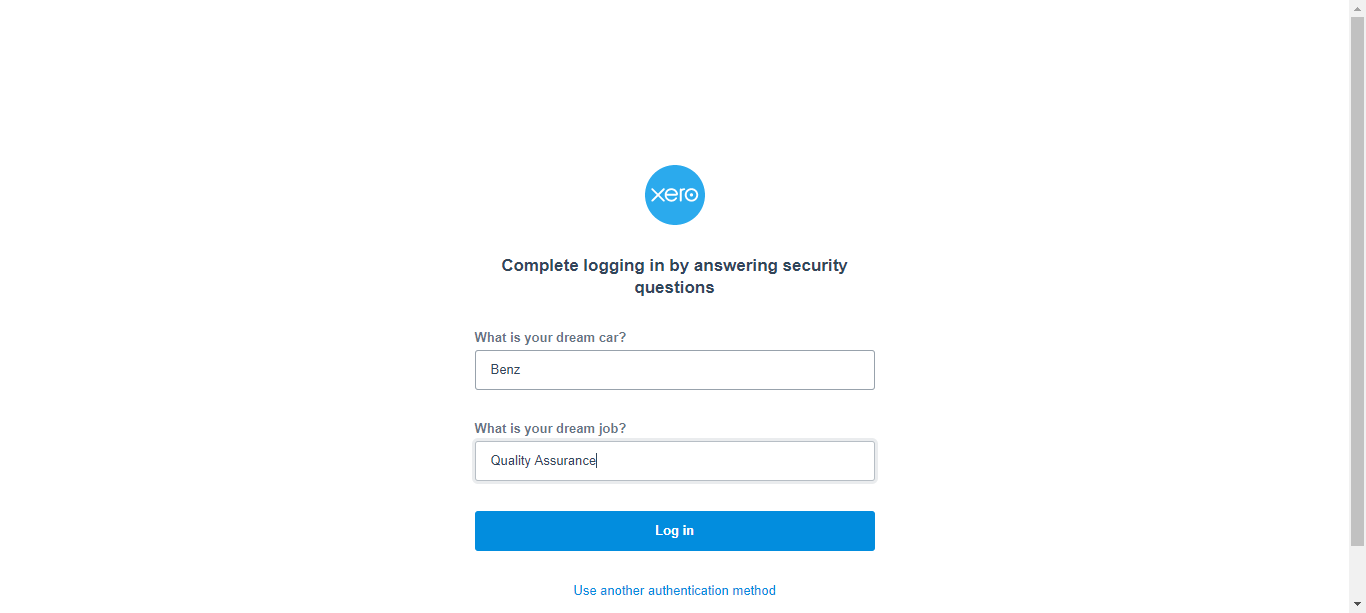 xero
Complete logging in by answering security
questions
What is your dream car?
Benz
What is your dream job?
Quality Assurance
Log in
Use another authentication method